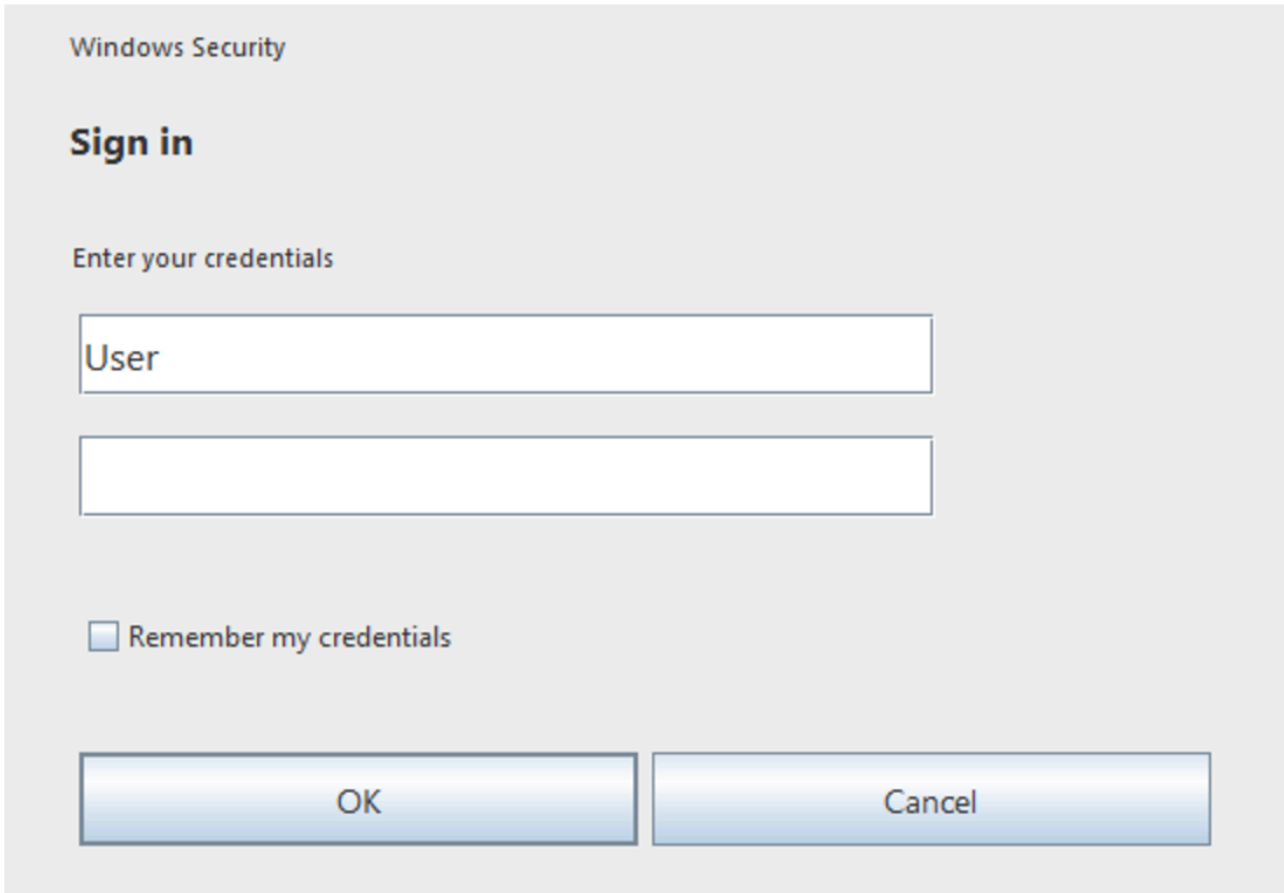 Windows Security
Sign in
Enter your credentials
User
Remember my credentials
OK
Cancel